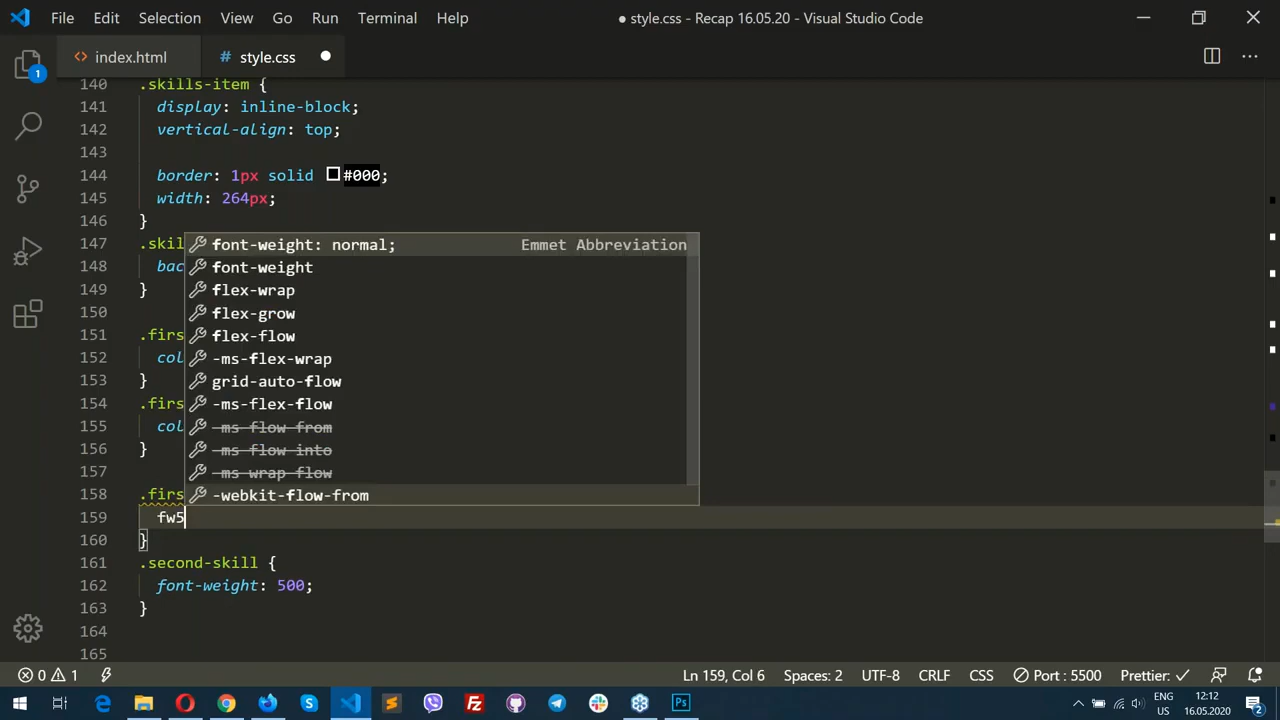 File Edit Selection View Go Run Terminal Help
● style.css - Recap 16.05.20 - Visual Studio Code
<> index.html
# style.css ●
1
140 .skills-item {
141 display: inline-block;
142 vertical-align: top;
143
144 border: 1px solid #000;
145 width: 264px;
146 }
147 .skil
148 bac
149 }
150
151 .firs
152 col
153 }
154 .firs
155 col
156 }
157
158 .firs
159 fw5
160 }
161 .second-skill {
162 font-weight: 500;
163 }
164
165
font-weight: normal; Emmet Abbreviation
font-weight
flex-wrap
flex-grow
flex-flow
-ms-flex-wrap
grid-auto-flow
-ms-flex-flow
-ms-flow-from
-ms-flow-into
-ms-wrap-flow
-webkit-flow-from
0 1 Ln 159, Col 6 Spaces: 2 UTF-8 CRLF CSS Port : 5500 Prettier: ✓
ENG
US
12:12
16.05.2020
2